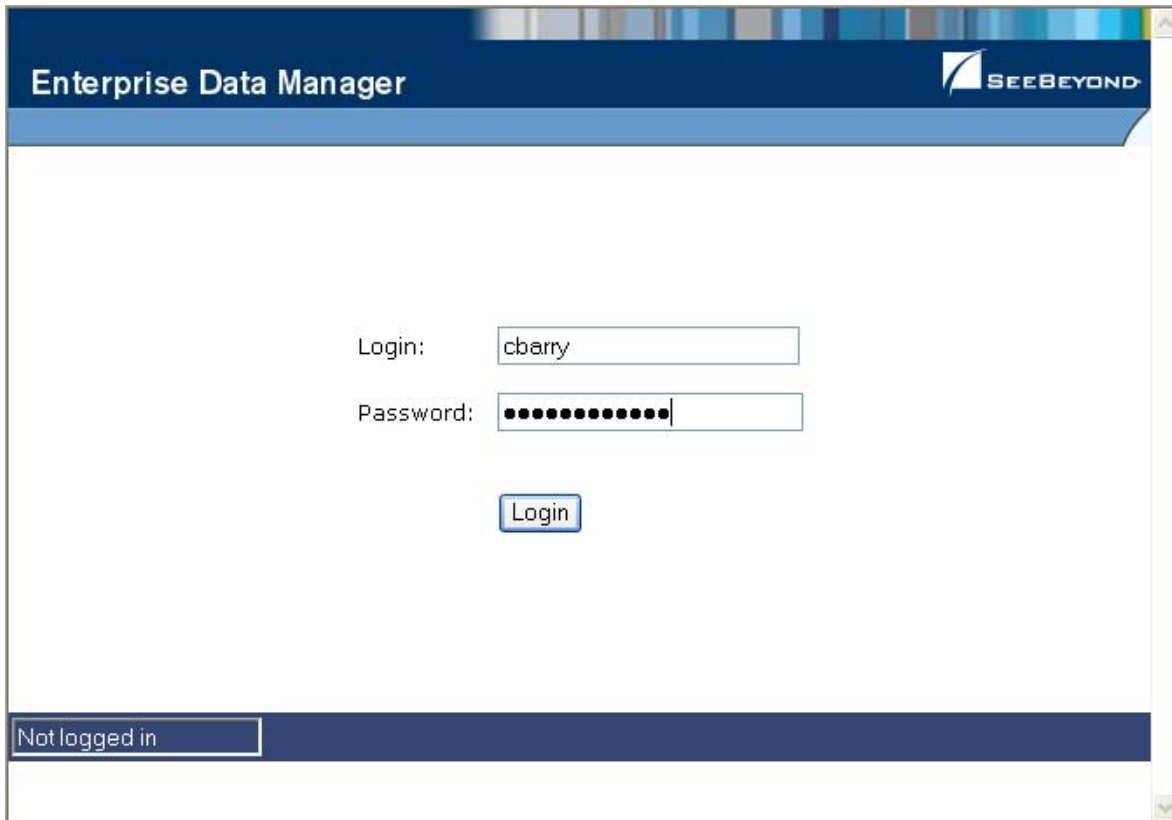 Enterprise Data Manager
SEEBEYOND
Login:
cbarry
Password:
••••••••••••
Login
Not logged in